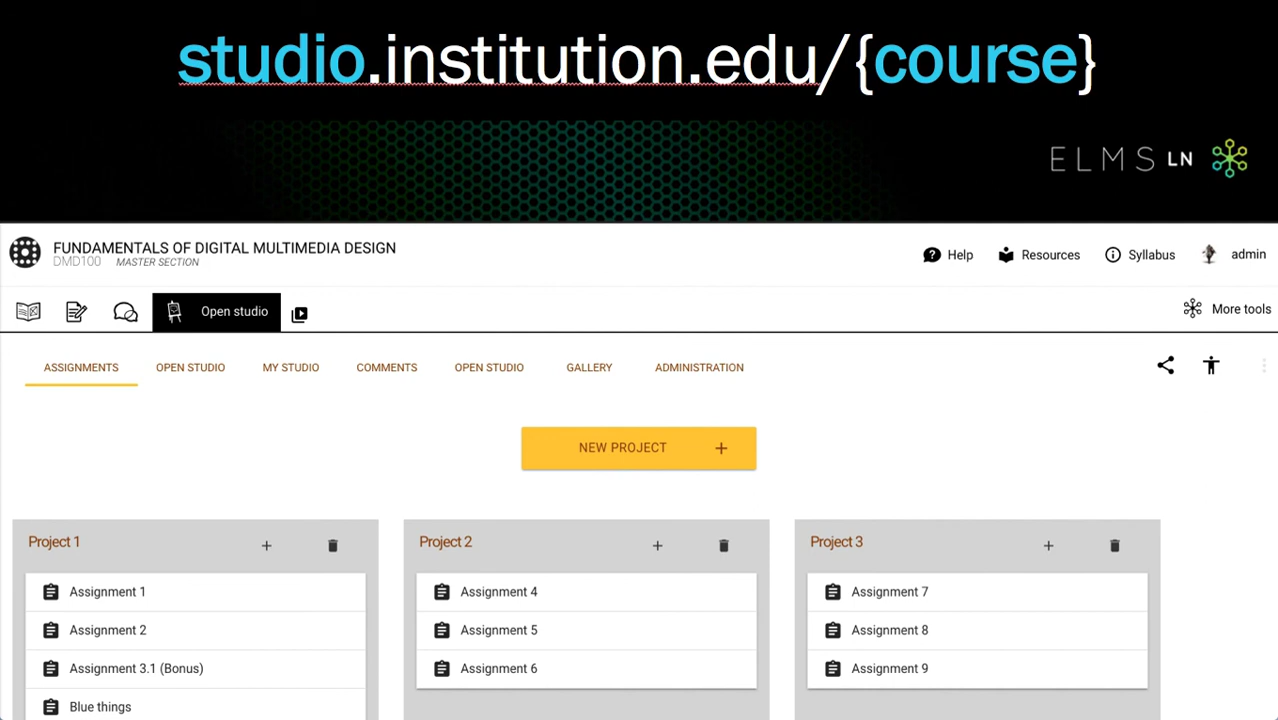 studio.institution.edu/{course}
ELMS LN
FUNDAMENTALS OF DIGITAL MULTIMEDIA DESIGN
DMD100 MASTER SECTION
Help Resources Syllabus admin
Open studio
More tools
ASSIGNMENTS OPEN STUDIO MY STUDIO COMMENTS OPEN STUDIO GALLERY ADMINISTRATION
NEW PROJECT +
Project 1
Assignment 1
Assignment 2
Assignment 3.1 (Bonus)
Blue things
Project 2
Assignment 4
Assignment 5
Assignment 6
Project 3
Assignment 7
Assignment 8
Assignment 9